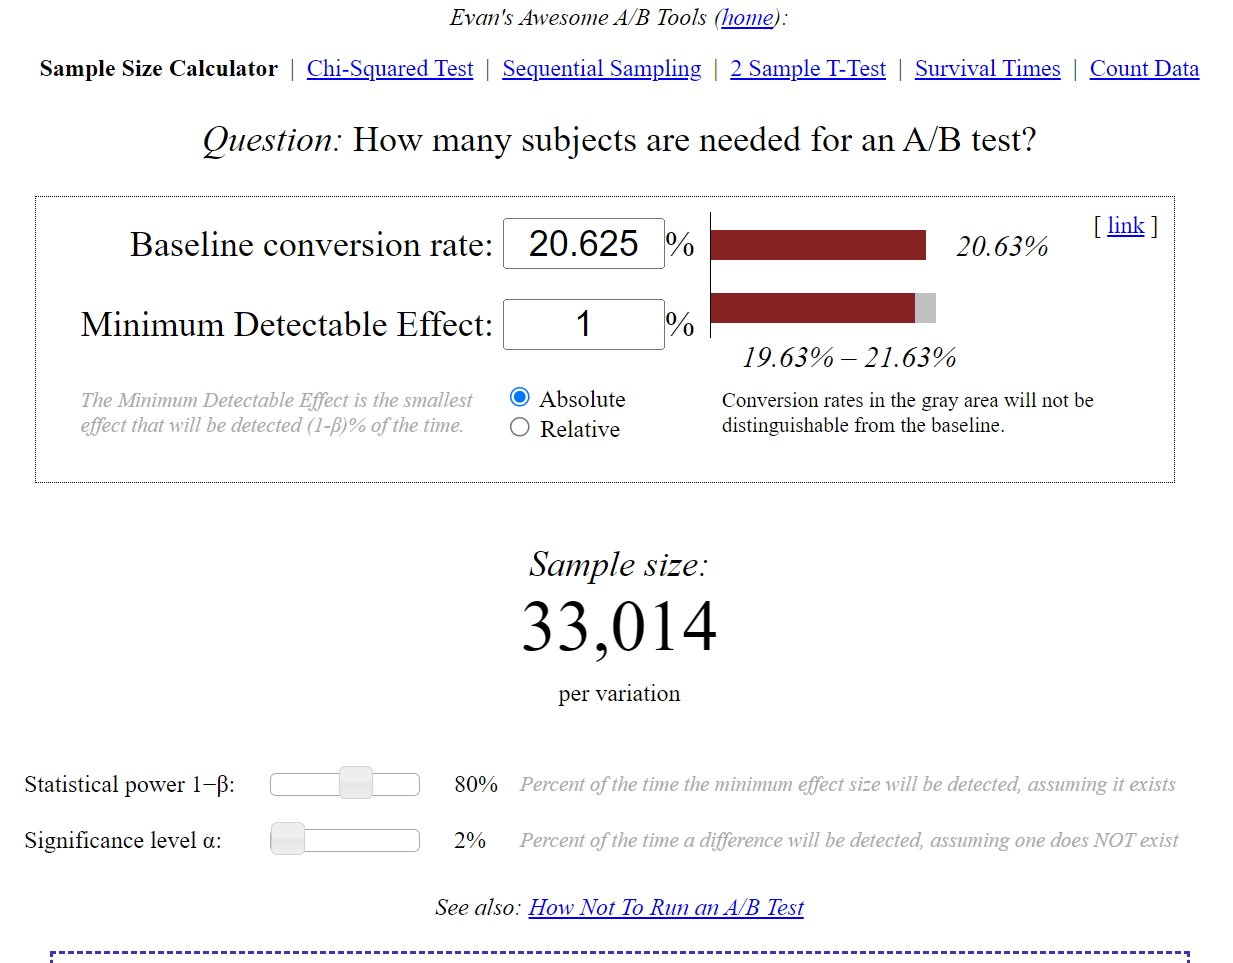 Evan's Awesome A/B Tools (home):
Sample Size Calculator | Chi-Squared Test | Sequential Sampling | 2 Sample T-Test | Survival Times | Count Data
Question: How many subjects are needed for an A/B test?
[ link ]
Baseline conversion rate: 20.625 % 20.63%
Minimum Detectable Effect: 1 %
19.63% – 21.63%
The Minimum Detectable Effect is the smallest
effect that will be detected (1-β)% of the time.
Absolute
Relative
Conversion rates in the gray area will not be
distinguishable from the baseline.
Sample size:
33,014
per variation
Statistical power 1−β: 80% Percent of the time the minimum effect size will be detected, assuming it exists
Significance level α: 2% Percent of the time a difference will be detected, assuming one does NOT exist
See also: How Not To Run an A/B Test